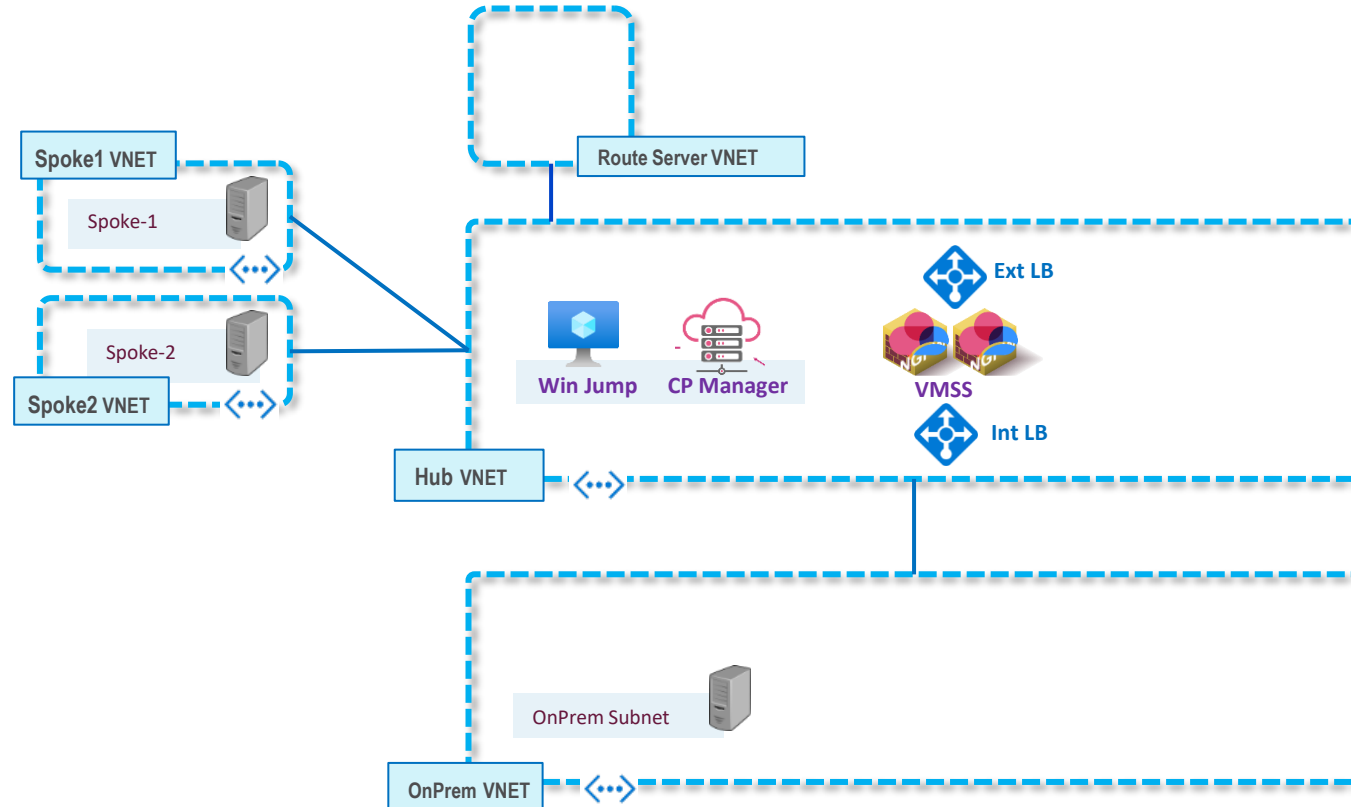 Route Server VNET
Spoke1 VNET
Spoke-1
Spoke-2
Spoke2 VNET
Ext LB
Win Jump
CP Manager
VMSS
Int LB
Hub VNET
OnPrem Subnet
OnPrem VNET